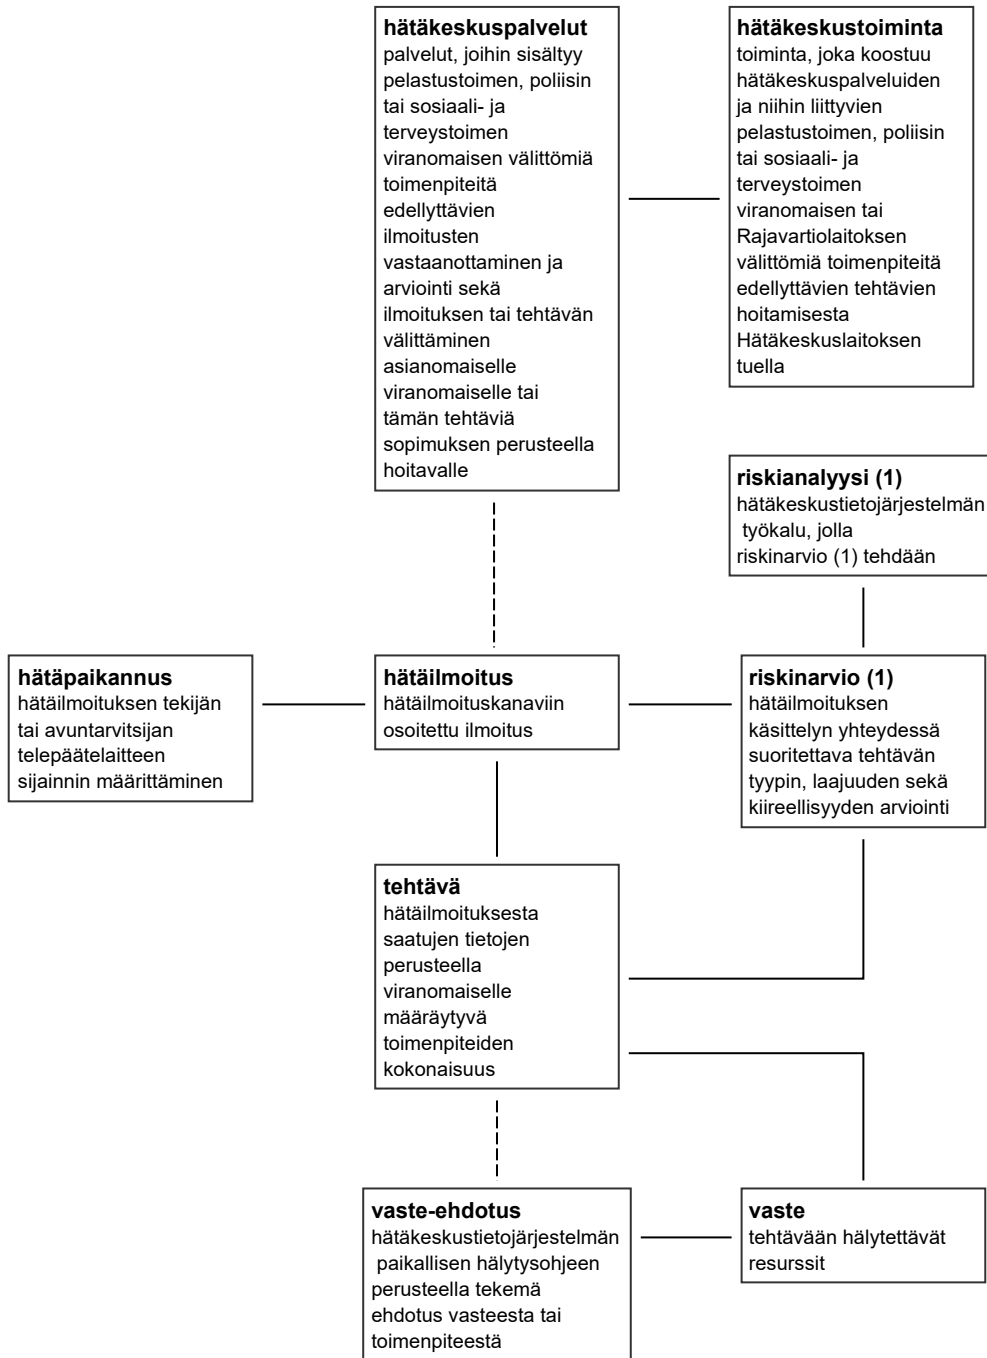 hätäkeskuspalvelut
palvelut, joihin sisältyy
pelastustoimen, poliisin
tai sosiaali- ja
terveystoimen
viranomaisen välittömiä
toimenpiteitä
edellyttävien
ilmoitusten
vastaanottaminen ja
arviointi sekä
ilmoituksen tai tehtävän
välittäminen
asianomaiselle
viranomaiselle tai
tämän tehtäviä
sopimuksen perusteella
hoitavalle
hätäkeskustoiminta
toiminta, joka koostuu
hätäkeskuspalveluiden
ja niihin liittyvien
pelastustoimen, poliisin
tai sosiaali- ja
terveystoimen
viranomaisen tai
Rajavartiolaitoksen
välittömiä toimenpiteitä
edellyttävien tehtävien
hoitamisesta
Hätäkeskuslaitoksen
tuella
riskianalyysi (1)
hätäkeskustietojärjestelmän
työkalu, jolla
riskinarvio (1) tehdään
hätäpaikannus
hätäilmoituksen tekijän
tai avuntarvitsijan
telepäätelaitteen
sijainnin määrittäminen
hätäilmoitus
hätäilmoituskanaviin
osoitettu ilmoitus
riskinarvio (1)
hätäilmoituksen
käsittelyn yhteydessä
suoritettava tehtävän
tyypin, laajuuden sekä
kiireellisyyden arviointi
tehtävä
hätäilmoituksesta
saatujen tietojen
perusteella
viranomaiselle
määräytyvä
toimenpiteiden
kokonaisuus
vaste-ehdotus
hätäkeskustietojärjestelmän
paikallisen hälytysohjeen
perusteella tekemä
ehdotus vasteesta tai
toimenpiteestä
vaste
tehtävään hälytettävät
resurssit